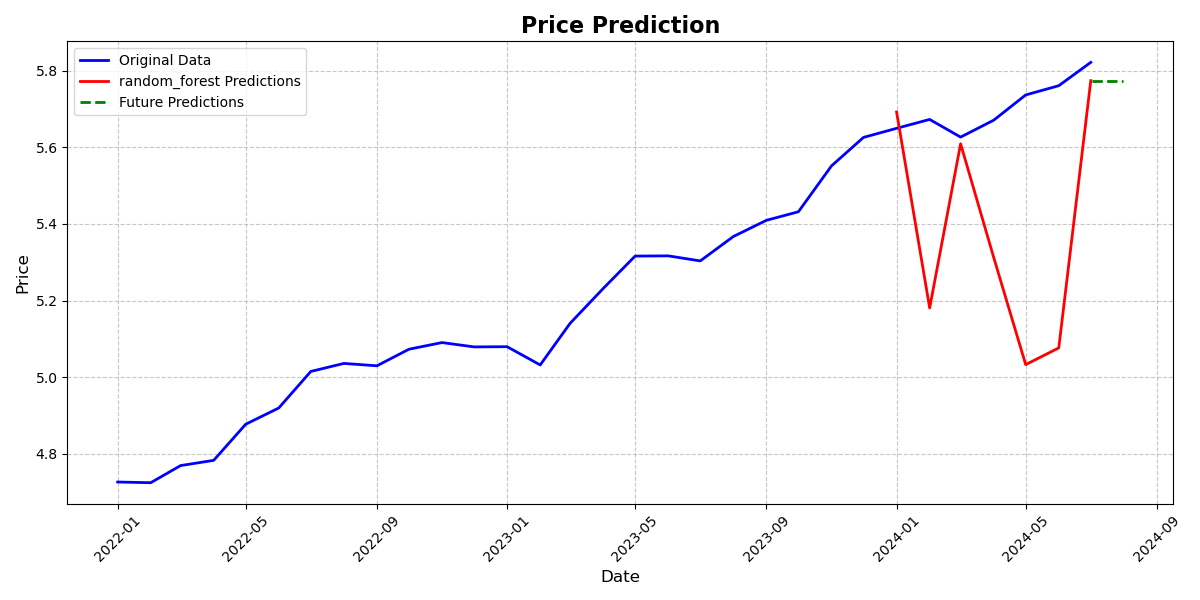 Price Prediction
Original Data
random_forest Predictions
Future Predictions
Price
5.8
5.6
5.4
5.2
5.0
4.8
2022-01
2022-05
2022-09
2023-01
2023-05
2023-09
2024-01
2024-05
2024-09
Date